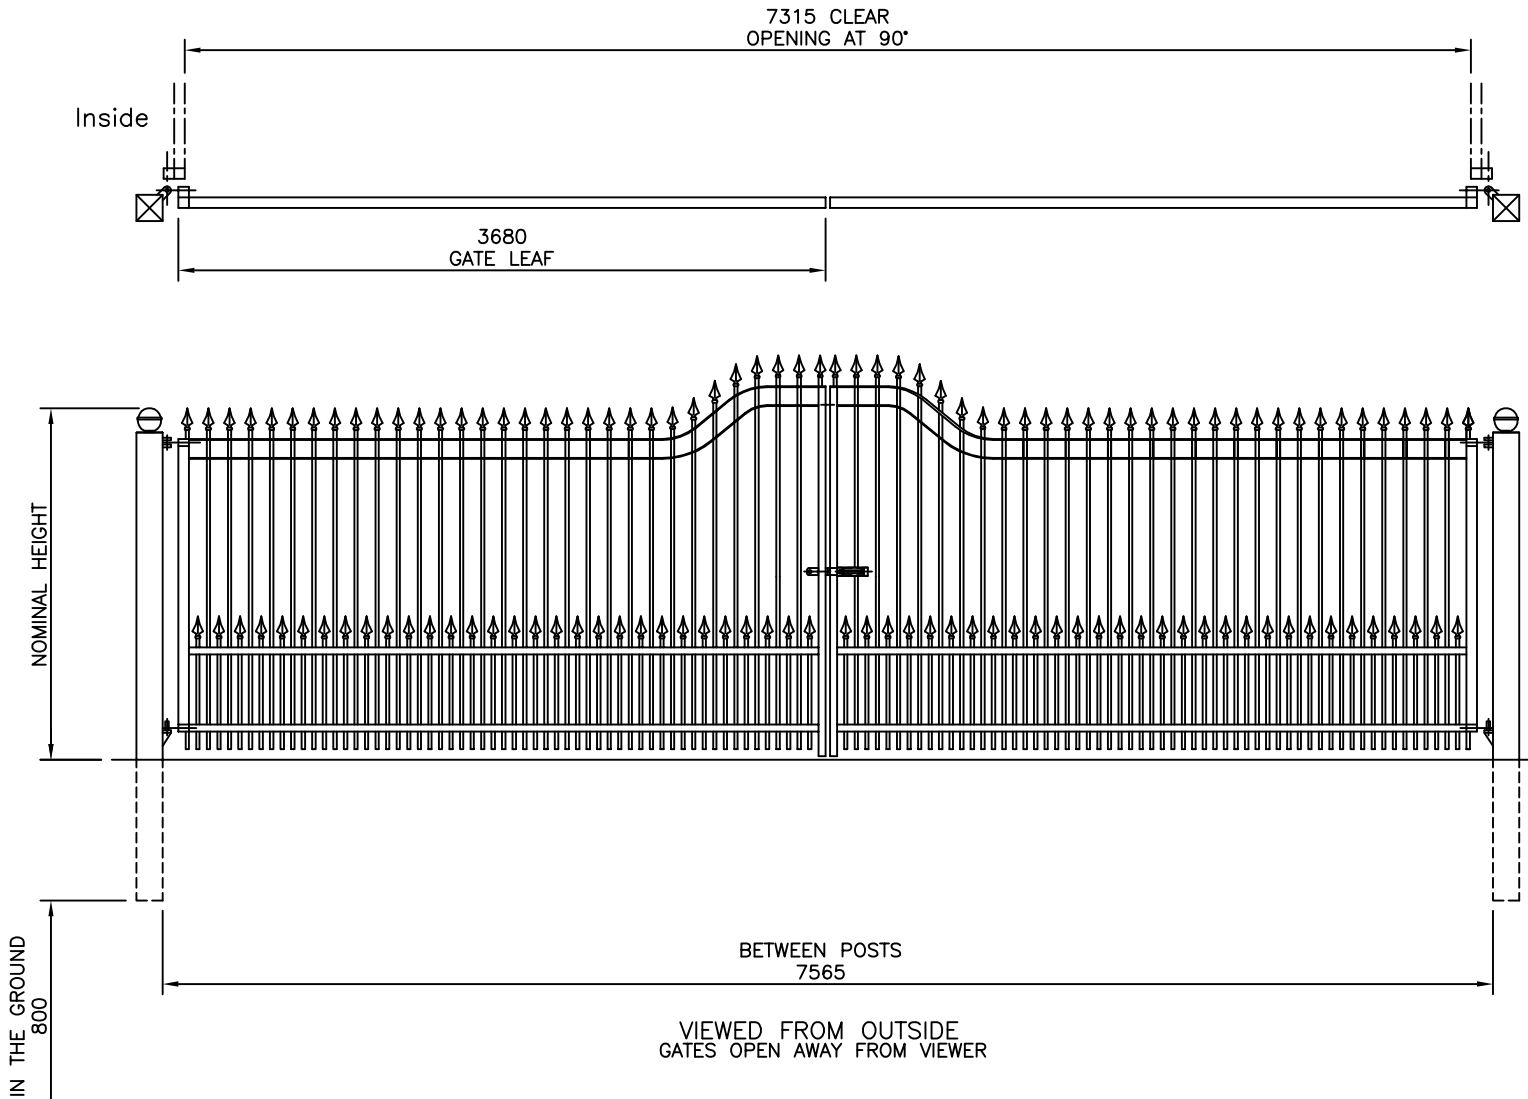 7315 CLEAR
OPENING AT 90°
Inside
3680
GATE LEAF
NOMINAL HEIGHT
BETWEEN POSTS
7565
IN THE GROUND
800
VIEWED FROM OUTSIDE
GATES OPEN AWAY FROM VIEWER